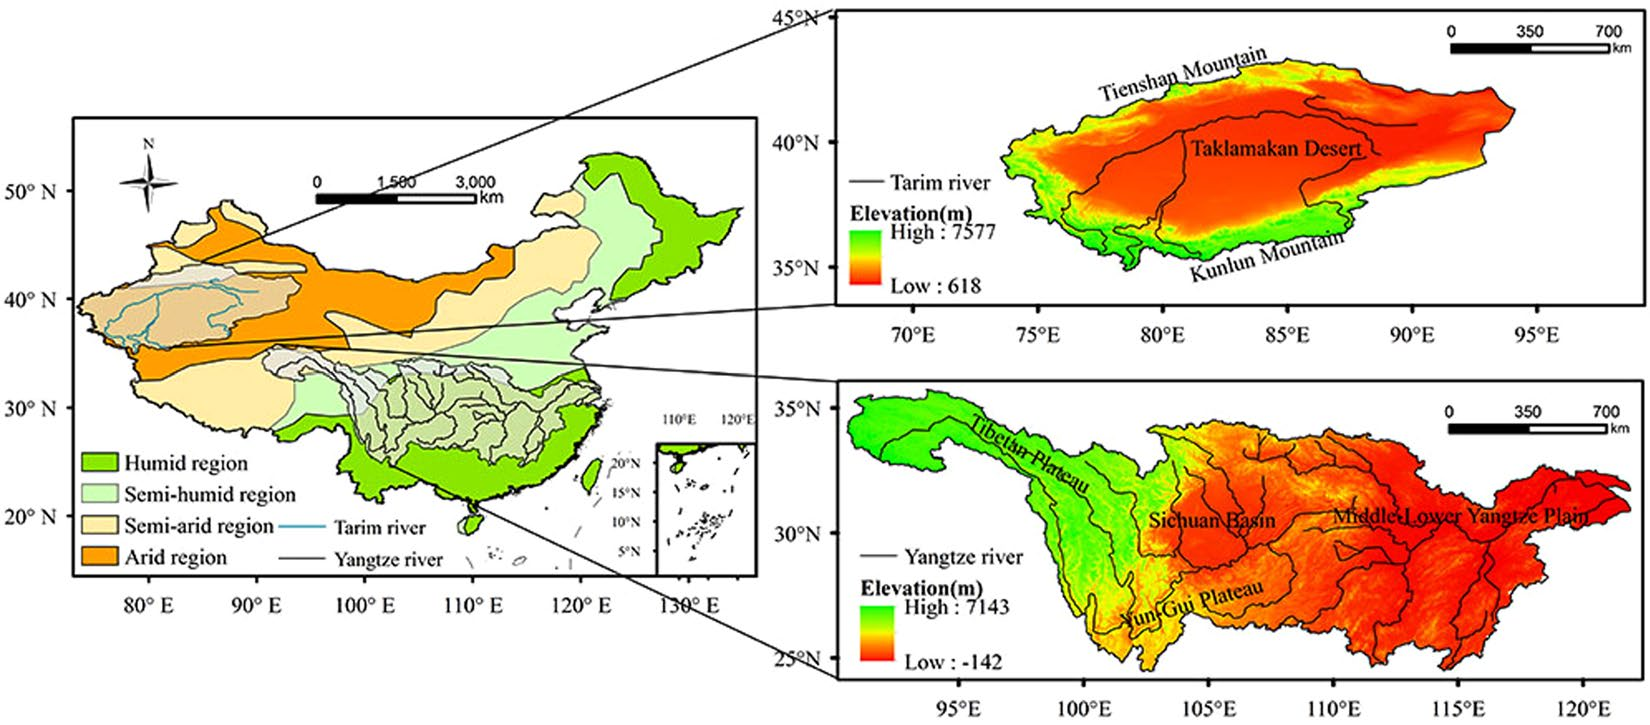 N
0 1,500 3,000
km
50° N
40° N
30° N
20° N
110°E 120°E
20°N
15°N
10°N
5°N
Humid region
Semi-humid region
Semi-arid region
Arid region
Tarim river
Yangtze river
80° E 90° E 100° E 110° E 120° E 130° E
45°N
40°N
35°N
0 350 700
km
Tienshan Mountain
Taklamakan Desert
Kunlun Mountain
Tarim river
Elevation(m)
High : 7577
Low : 618
70°E 75°E 80°E 85°E 90°E 95°E
35°N
30°N
25°N
0 350 700
km
Tibetan Plateau
Sichuan Basin
Middle-Lower Yangtze Plain
Yun-Gui Plateau
Yangtze river
Elevation(m)
High : 7143
Low : -142
95°E 100°E 105°E 110°E 115°E 120°E